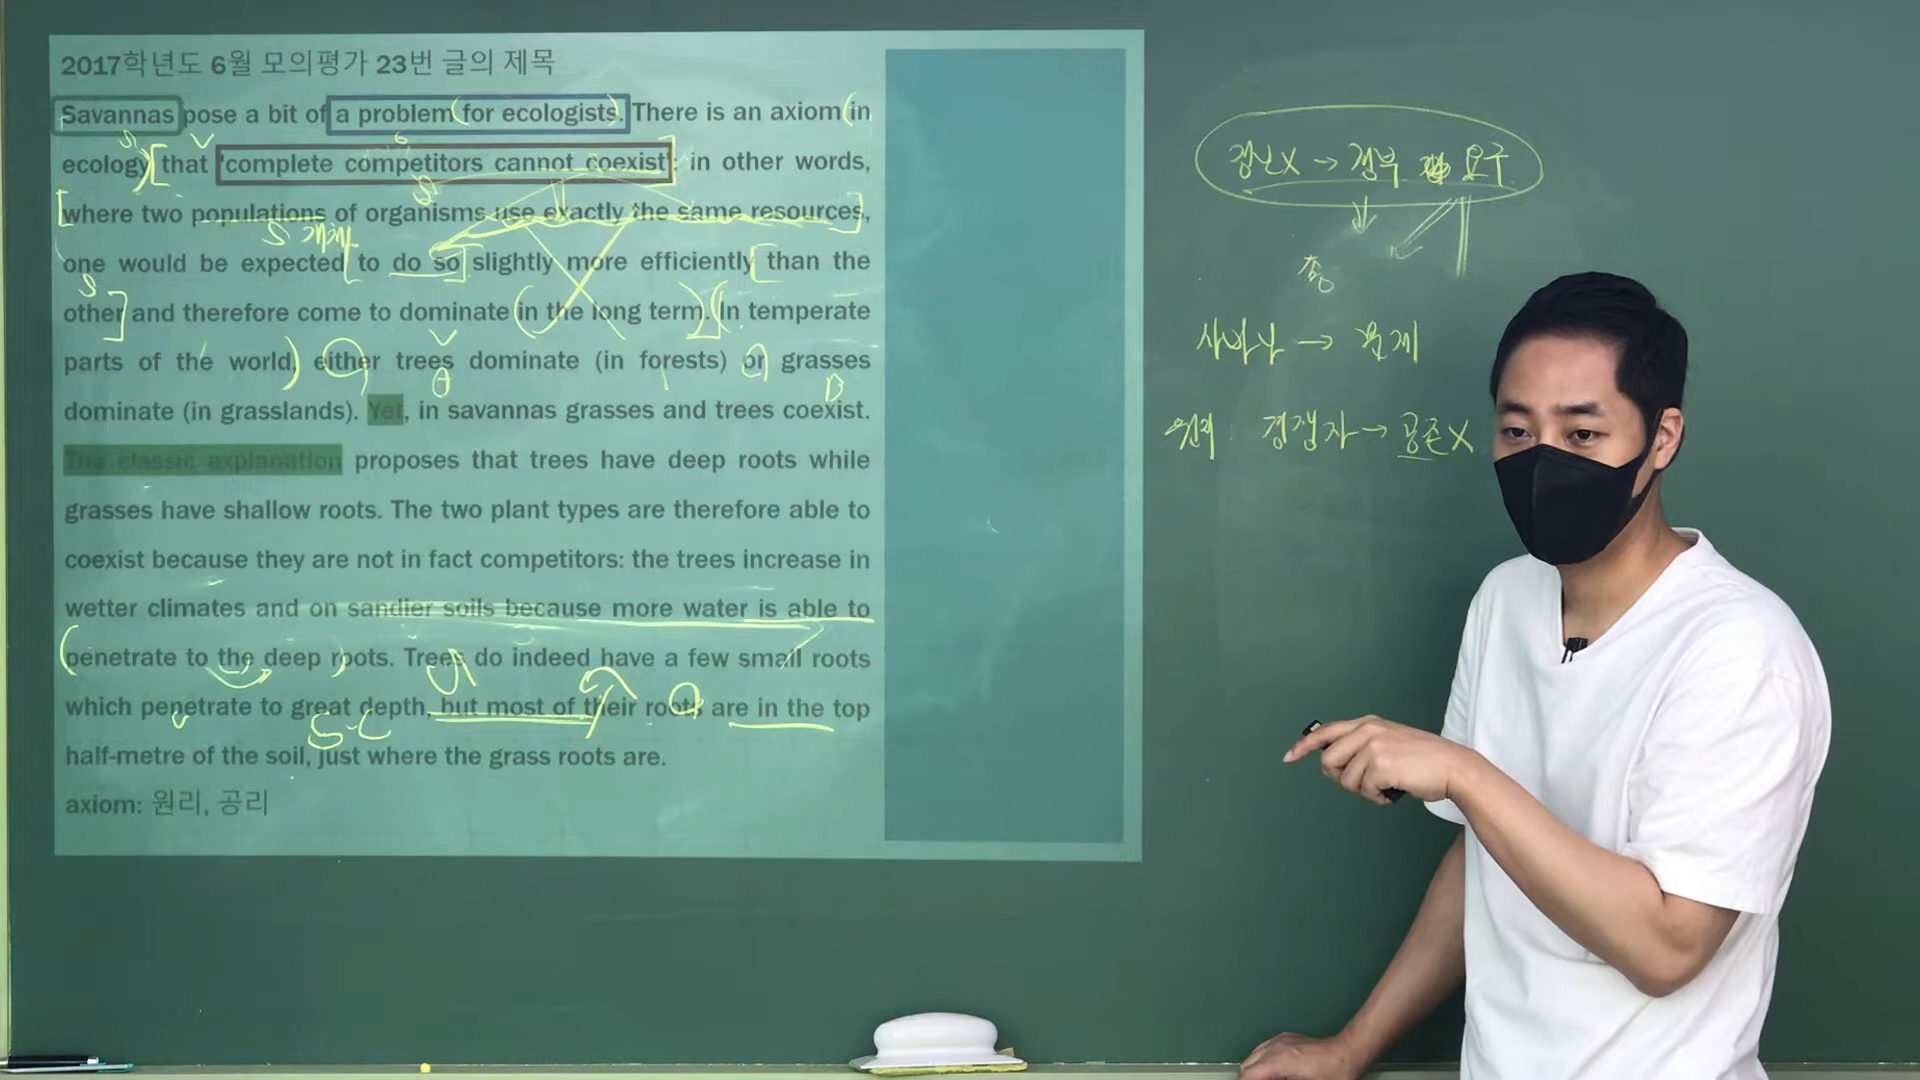 2017학년도 6월 모의평가 23번 글의 제목
Savannas pose a bit of a problem for ecologists. There is an axiom in
ecology that 'complete competitors cannot coexist': in other words,
where two populations of organisms use exactly the same resources,
one would be expected to do so slightly more efficiently than the
other and therefore come to dominate in the long term. In temperate
parts of the world, either trees dominate (in forests) or grasses
dominate (in grasslands). Yet, in savannas grasses and trees coexist.
The classic explanation proposes that trees have deep roots while
grasses have shallow roots. The two plant types are therefore able to
coexist because they are not in fact competitors: the trees increase in
wetter climates and on sandier soils because more water is able to
penetrate to the deep roots. Trees do indeed have a few small roots
which penetrate to great depth, but most of their roots are in the top
half-metre of the soil, just where the grass roots are.
axiom: 원리, 공리
개체
S
V
A
B
요구
사바나 → 문제
경쟁자 → 공존X